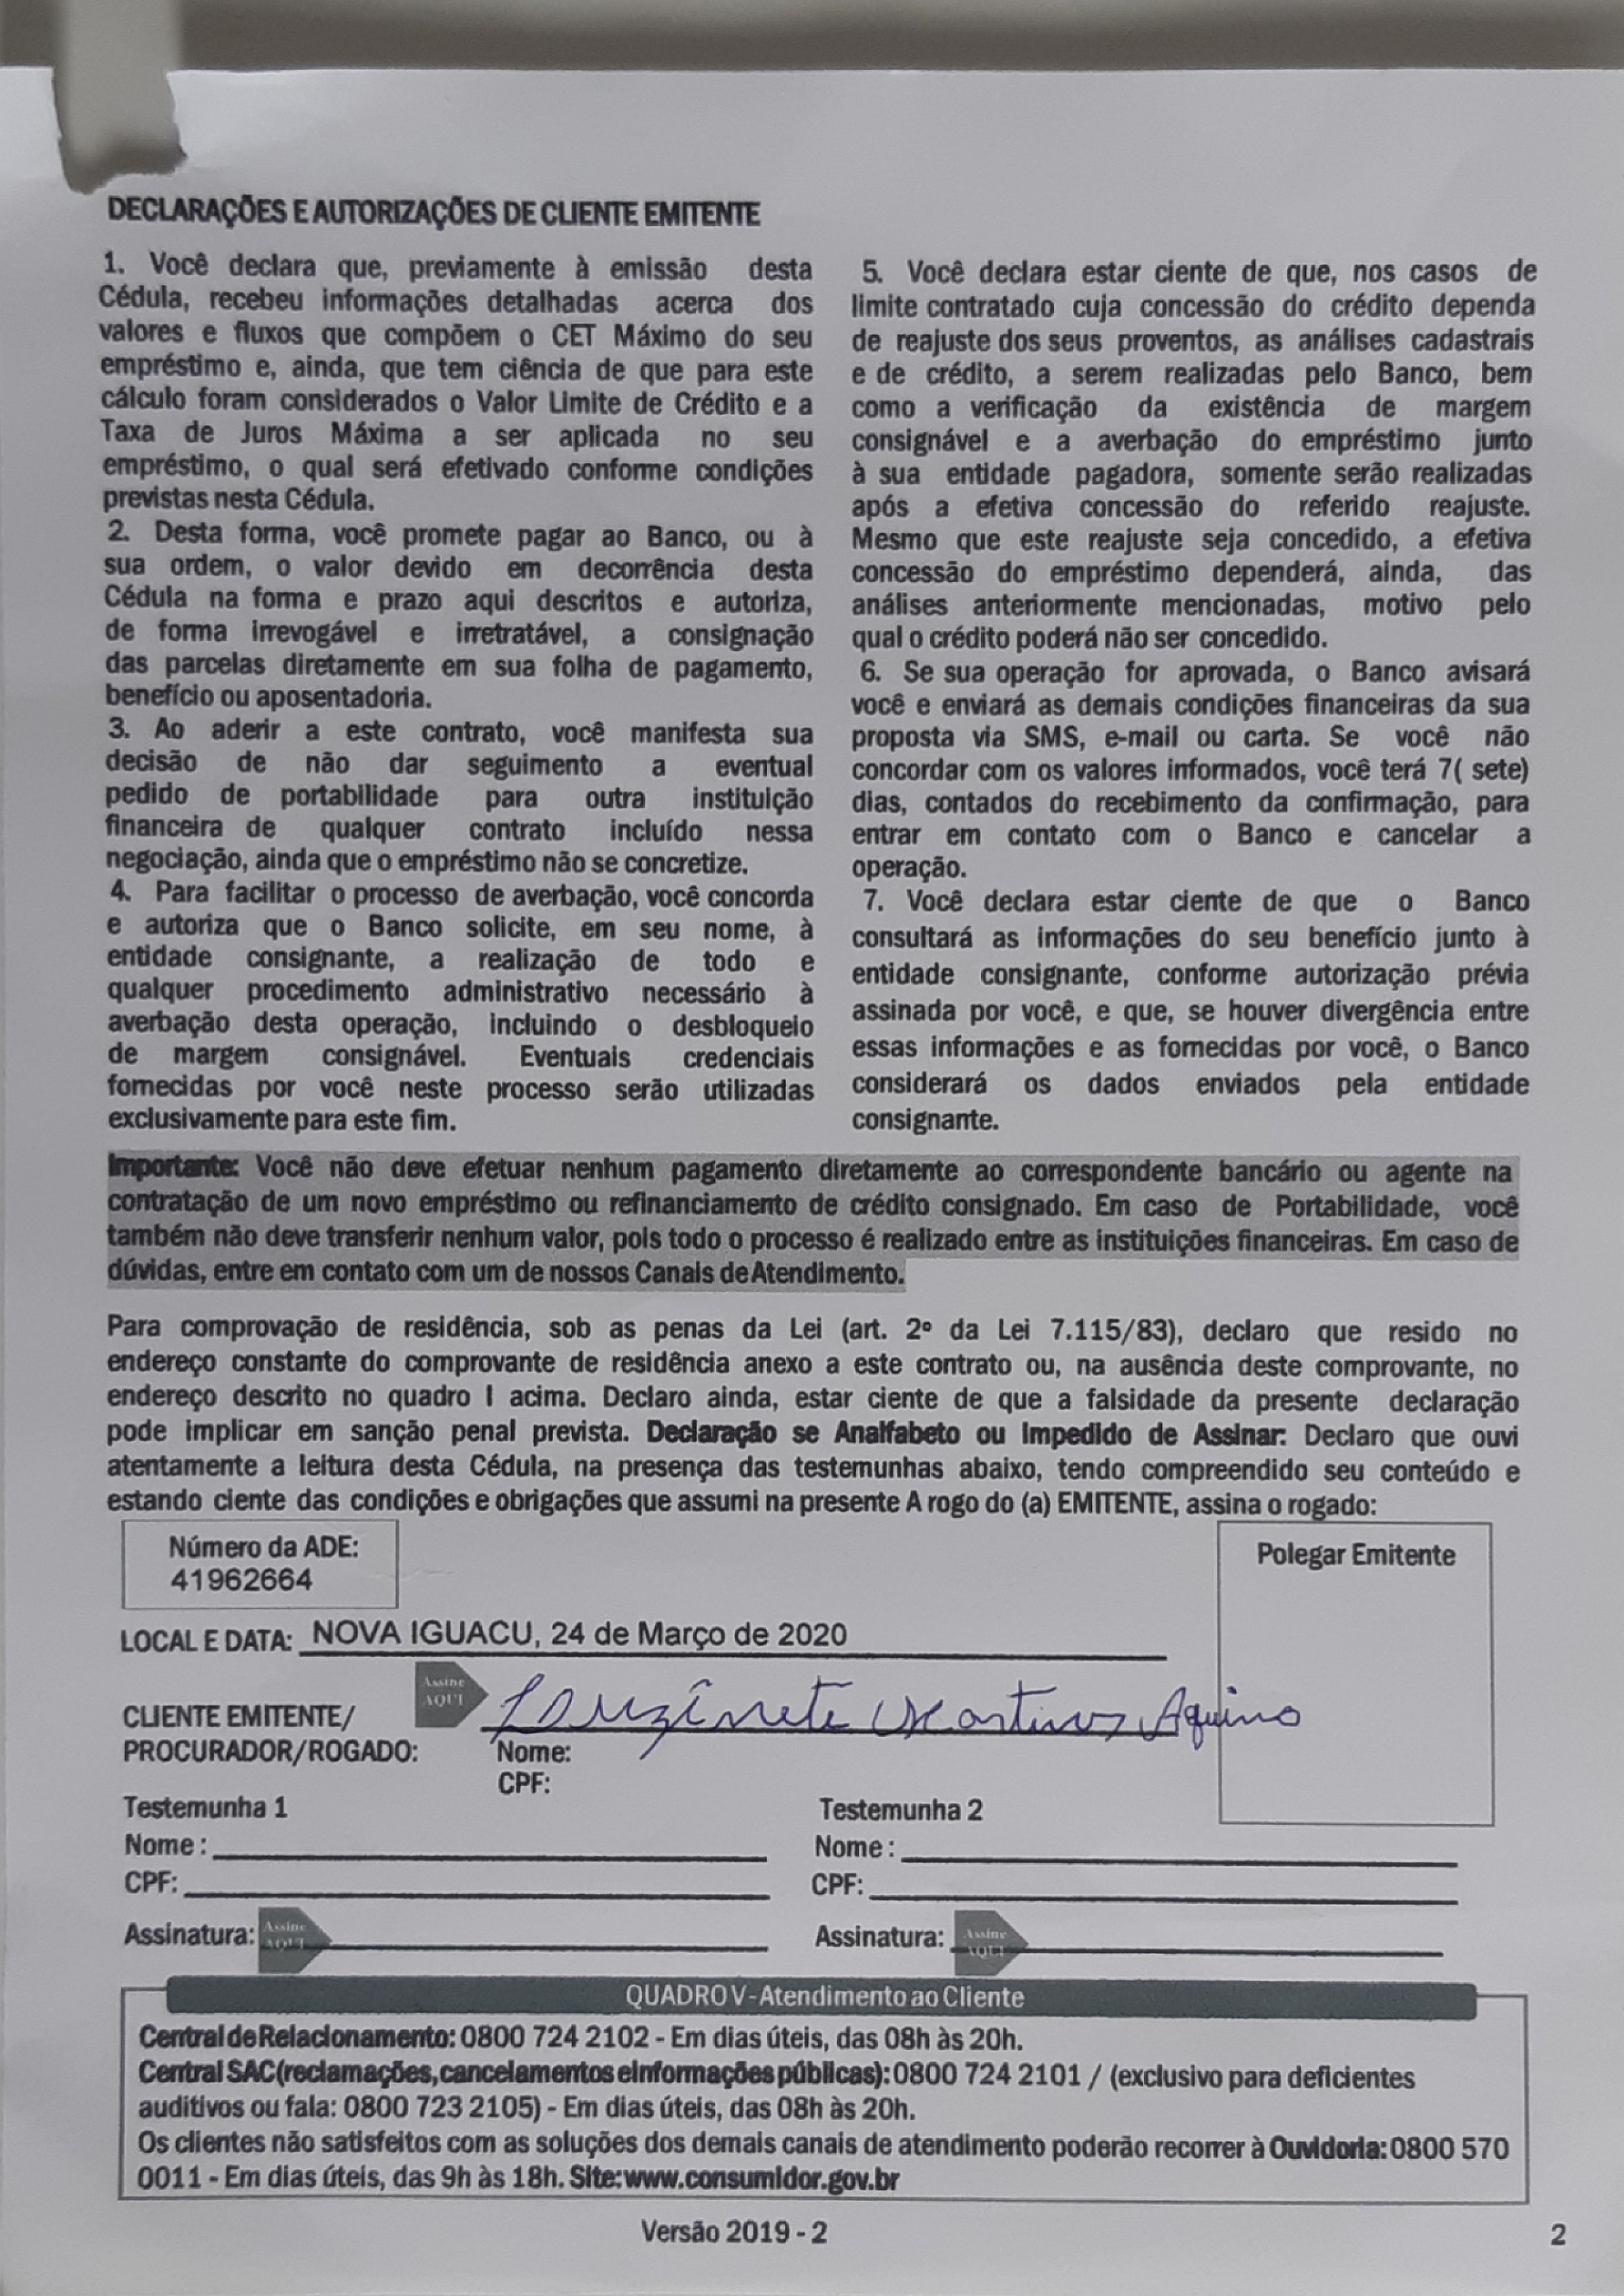 DECLARAÇÕES E AUTORIZAÇÕES DE CLIENTE EMITENTE
1. Você declara que, previamente à emissão desta
Cédula, recebeu informações detalhadas acerca dos
valores e fluxos que compõem o CET Máximo do seu
empréstimo e, ainda, que tem ciência de que para este
cálculo foram considerados o Valor Limite de Crédito e a
Taxa de Juros Máxima a ser aplicada no seu
empréstimo, o qual será efetivado conforme condições
previstas nesta Cédula.
2. Desta forma, você promete pagar ao Banco, ou à
sua ordem, o valor devido em decorrência desta
Cédula na forma e prazo aqui descritos e autoriza,
de forma irrevogável e irretratável, a consignação
das parcelas diretamente em sua folha de pagamento,
benefício ou aposentadoria.
3. Ao aderir a este contrato, você manifesta sua
decisão de não dar seguimento a eventual
pedido de portabilidade para outra instituição
financeira de qualquer contrato incluído nessa
negociação, ainda que o empréstimo não se concretize.
4. Para facilitar o processo de averbação, você concorda
e autoriza que o Banco solicite, em seu nome, à
entidade consignante, a realização de todo e
qualquer procedimento administrativo necessário à
averbação desta operação, incluindo o desbloqueio
de margem consignável. Eventuais credenciais
fornecidas por você neste processo serão utilizadas
exclusivamente para este fim.
5. Você declara estar ciente de que, nos casos de
limite contratado cuja concessão do crédito dependa
de reajuste dos seus proventos, as análises cadastrais
e de crédito, a serem realizadas pelo Banco, bem
como a verificação da existência de margem
consignável e a averbação do empréstimo junto
à sua entidade pagadora, somente serão realizadas
após a efetiva concessão do referido reajuste.
Mesmo que este reajuste seja concedido, a efetiva
concessão do empréstimo dependerá, ainda, das
análises anteriormente mencionadas, motivo pelo
qual o crédito poderá não ser concedido.
6. Se sua operação for aprovada, o Banco avisará
você e enviará as demais condições financeiras da sua
proposta via SMS, e-mail ou carta. Se você não
concordar com os valores informados, você terá 7( sete)
dias, contados do recebimento da confirmação, para
entrar em contato com o Banco e cancelar a
operação.
7. Você declara estar ciente de que o Banco
consultará as informações do seu benefício junto à
entidade consignante, conforme autorização prévia
assinada por você, e que, se houver divergência entre
essas informações e as fornecidas por você, o Banco
considerará os dados enviados pela entidade
consignante.
Importante: Você não deve efetuar nenhum pagamento diretamente ao correspondente bancário ou agente na
contratação de um novo empréstimo ou refinanciamento de crédito consignado. Em caso de Portabilidade, você
também não deve transferir nenhum valor, pois todo o processo é realizado entre as instituições financeiras. Em caso de
dúvidas, entre em contato com um de nossos Canais de Atendimento.
Para comprovação de residência, sob as penas da Lei (art. 2º da Lei 7.115/83), declaro que resido no
endereço constante do comprovante de residência anexo a este contrato ou, na ausência deste comprovante, no
endereço descrito no quadro I acima. Declaro ainda, estar ciente de que a falsidade da presente declaração
pode implicar em sanção penal prevista. Declaração se Analfabeto ou Impedido de Assinar: Declaro que ouvi
atentamente a leitura desta Cédula, na presença das testemunhas abaixo, tendo compreendido seu conteúdo e
estando ciente das condições e obrigações que assumi na presente A rogo do (a) EMITENTE, assina o rogado:
Número da ADE:
41962664
Polegar Emitente
LOCAL E DATA: NOVA IGUACU, 24 de Março de 2020
Assine
AQUI
CLIENTE EMITENTE/
PROCURADOR/ROGADO:
Louzinete Martins Aquino
Nome:
CPF:
Testemunha 1
Nome :
CPF:
Assinatura: Assine AQUI
Testemunha 2
Nome :
CPF:
Assinatura: Assine AQUI
QUADRO V - Atendimento ao Cliente
Central de Relacionamento: 0800 724 2102 - Em dias úteis, das 08h às 20h.
Central SAC (reclamações, cancelamentos e informações públicas): 0800 724 2101 / (exclusivo para deficientes
auditivos ou fala: 0800 723 2105) - Em dias úteis, das 08h às 20h.
Os clientes não satisfeitos com as soluções dos demais canais de atendimento poderão recorrer à Ouvidoria: 0800 570
0011 - Em dias úteis, das 9h às 18h. Site: www.consumidor.gov.br
Versão 2019 - 2
2